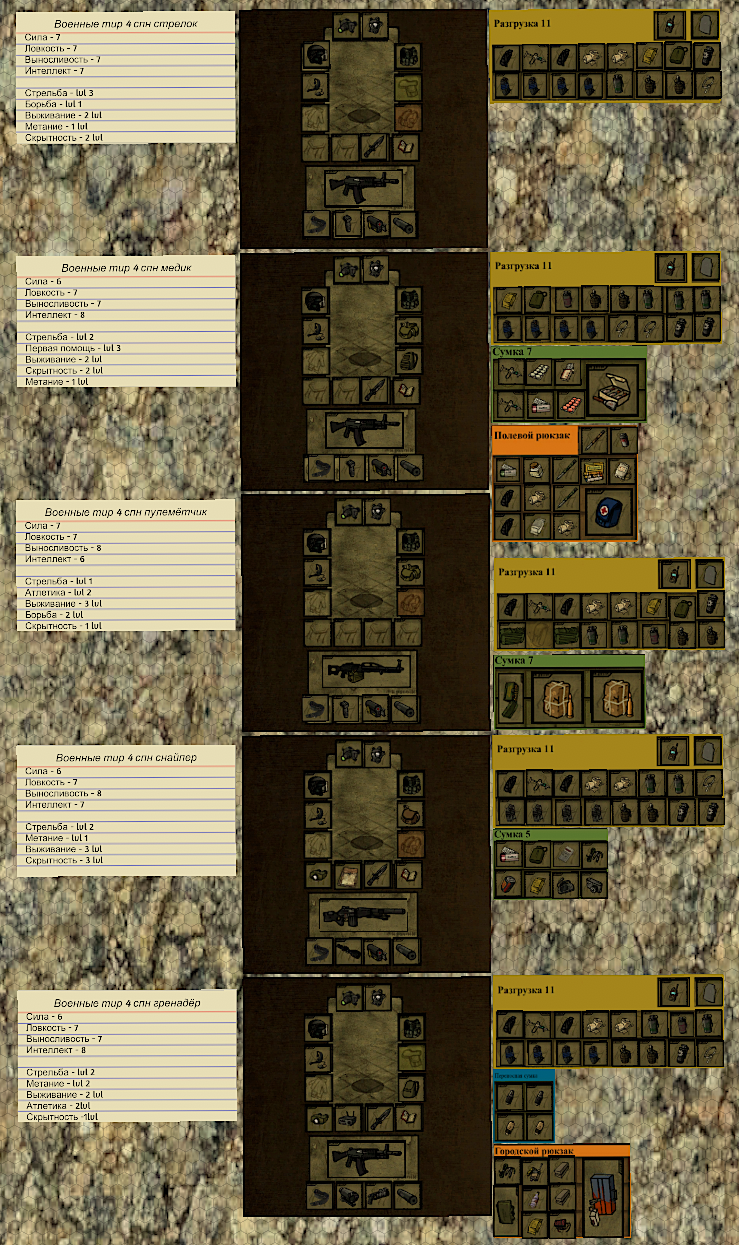 Военные тир 4 спн стрелок
Сила - 7
Ловкость - 7
Выносливость - 7
Интеллект - 7
Стрельба - lvl 3
Борьба - lvl 1
Выживание - 2 lvl
Метание - 1 lvl
Скрытность - 2 lvl
Разгрузка 11
Военные тир 4 спн медик
Сила - 6
Ловкость - 7
Выносливость - 7
Интеллект - 8
Стрельба - lvl 2
Первая помощь - lvl 3
Выживание - 2 lvl
Скрытность - 2 lvl
Метание - 1 lvl
Разгрузка 11
Сумка 7
Полевой рюкзак
Военные тир 4 спн пулемётчик
Сила - 7
Ловкость - 7
Выносливость - 8
Интеллект - 6
Стрельба - lvl 1
Атлетика - lvl 2
Выживание - 3 lvl
Борьба - 2 lvl
Скрытность - 1 lvl
Разгрузка 11
Сумка 7
Военные тир 4 спн снайпер
Сила - 6
Ловкость - 7
Выносливость - 8
Интеллект - 7
Стрельба - lvl 2
Метание - lvl 1
Выживание - 3 lvl
Скрытность - 3 lvl
Разгрузка 11
Сумка 5
Военные тир 4 спн гренадёр
Сила - 6
Ловкость - 7
Выносливость - 7
Интеллект - 8
Стрельба - lvl 2
Метание - lvl 2
Выживание - 2 lvl
Атлетика - 2lvl
Скрытность -1lvl
Разгрузка 11
Городской рюкзак